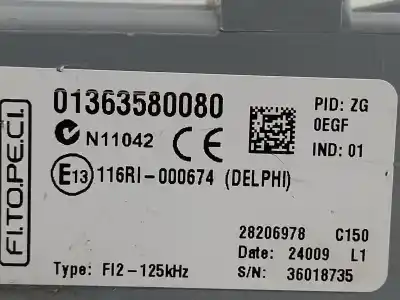 FI.TO.PE.CI.
01363580080
N11042 CE
E13 116RI-000674 (DELPHI)
Type: FI2-125kHz
PID: ZG
0EGF
IND: 01
28206978 C150
Date: 24009 L1
S/N: 36018735